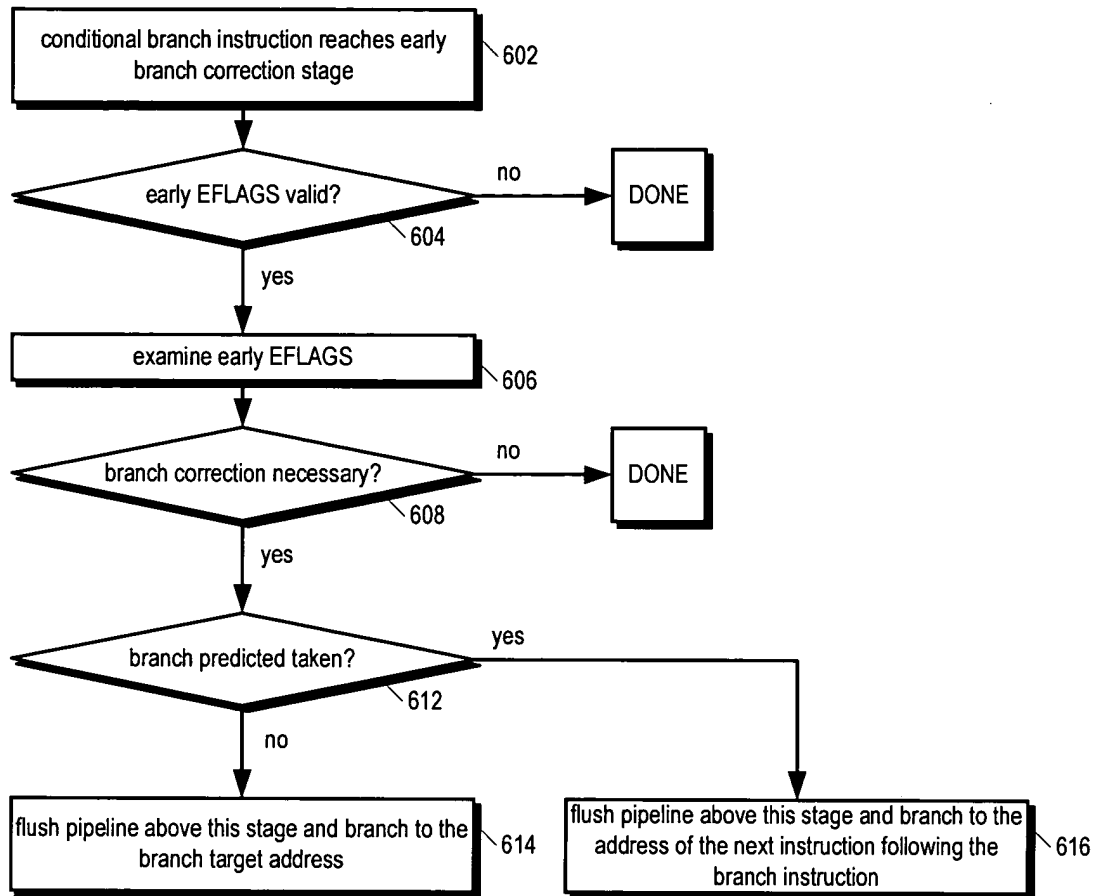 conditional branch instruction reaches early
branch correction stage
602
early EFLAGS valid?
no
DONE
604
yes
examine early EFLAGS
606
branch correction necessary?
no
DONE
608
yes
branch predicted taken?
yes
612
no
flush pipeline above this stage and branch to the
branch target address
614
flush pipeline above this stage and branch to the
address of the next instruction following the
branch instruction
616